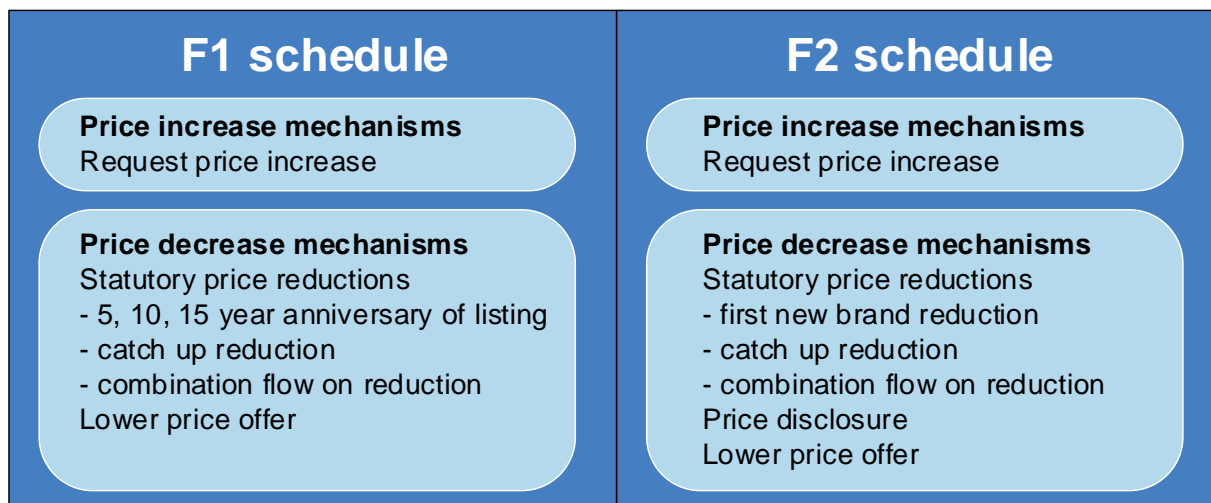 F1 schedule
Price increase mechanisms
Request price increase
Price decrease mechanisms
Statutory price reductions
- 5, 10, 15 year anniversary of listing
- catch up reduction
- combination flow on reduction
Lower price offer
F2 schedule
Price increase mechanisms
Request price increase
Price decrease mechanisms
Statutory price reductions
- first new brand reduction
- catch up reduction
- combination flow on reduction
Price disclosure
Lower price offer